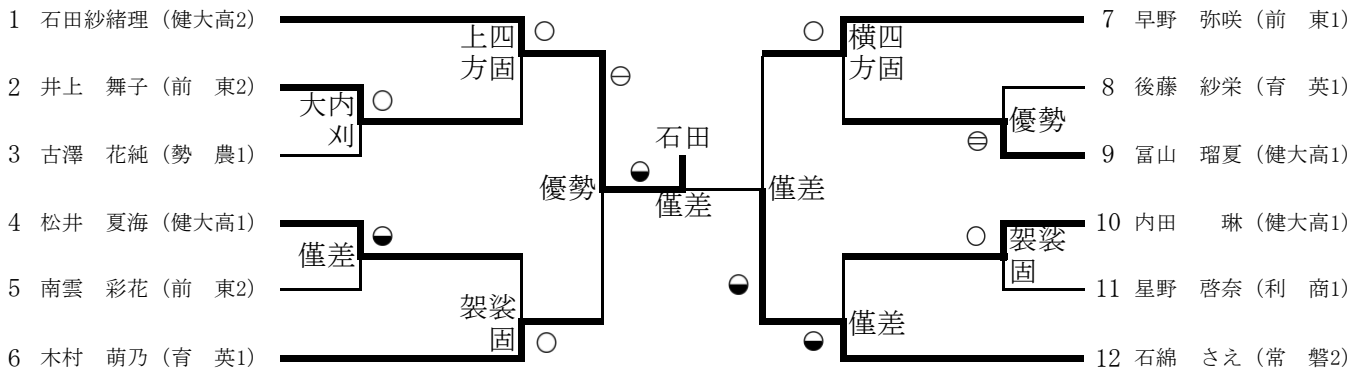 1 石田紗緒理（健大高2）
2 井上　舞子（前　東2）
3 古澤　花純（勢　農1）
4 松井　夏海（健大高1）
5 南雲　彩花（前　東2）
6 木村　萌乃（育　英1）
大内
刈
僅差
上四
方固
袈裟
固
優勢
石田
僅差
僅差
横四
方固
僅差
優勢
袈裟
固
7 早野　弥咲（前　東1）
8 後藤　紗栄（育　英1）
9 冨山　瑠夏（健大高1）
10 内田　　琳（健大高1）
11 星野　啓奈（利　商1）
12 石綿　さえ（常　磐2）